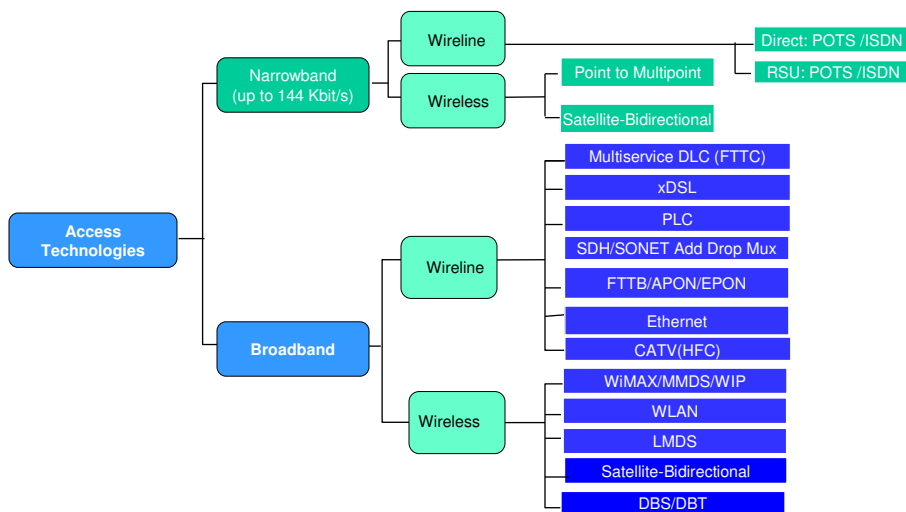 Wireline
Direct: POTS /ISDN
RSU: POTS /ISDN
Narrowband
(up to 144 Kbit/s)
Wireless
Point to Multipoint
Satellite-Bidirectional
Access
Technologies
Multiservice DLC (FTTC)
xDSL
PLC
Wireline
SDH/SONET Add Drop Mux
FTTB/APON/EPON
Ethernet
CATV(HFC)
Broadband
WiMAX/MMDS/WIP
WLAN
Wireless
LMDS
Satellite-Bidirectional
DBS/DBT